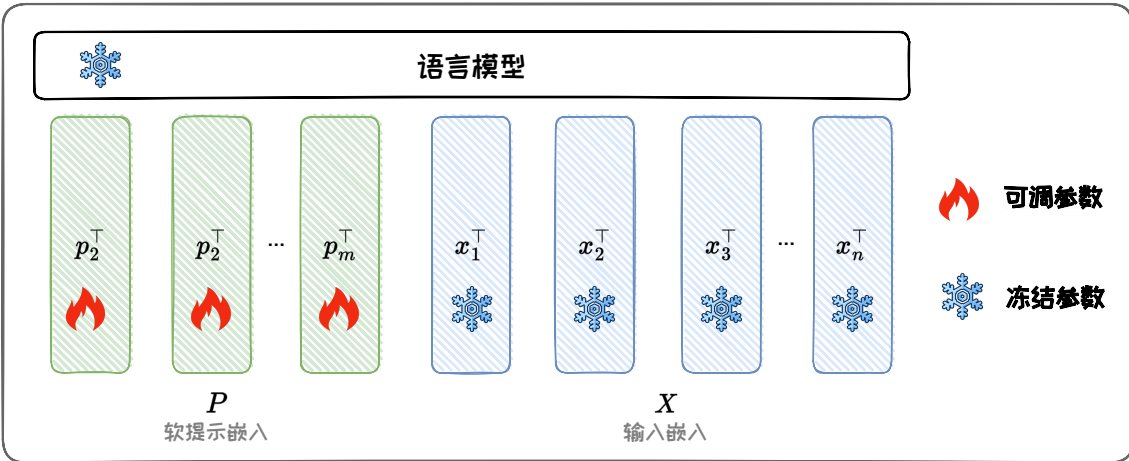 语言模型
p_2^⊤ p_2^⊤ ... p_m^⊤ x_1^⊤ x_2^⊤ x_3^⊤ ... x_n^⊤
P
软提示嵌入
X
输入嵌入
可调参数
冻结参数